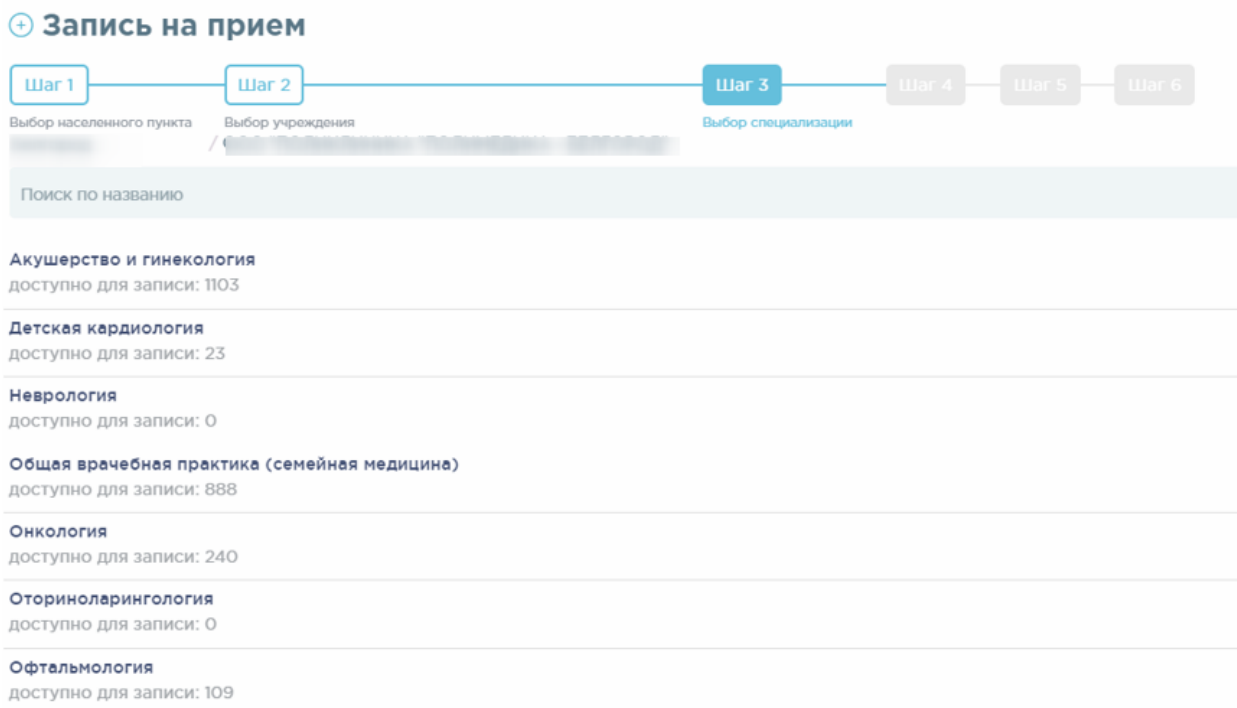 Запись на прием
Шаг 1 Шаг 2 Шаг 3 Шаг 4 Шаг 5 Шаг 6
Выбор населенного пункта Выбор учреждения Выбор специализации
/
Поиск по названию
Акушерство и гинекология
доступно для записи: 1103
Детская кардиология
доступно для записи: 23
Неврология
доступно для записи: 0
Общая врачебная практика (семейная медицина)
доступно для записи: 888
Онкология
доступно для записи: 240
Оториноларингология
доступно для записи: 0
Офтальмология
доступно для записи: 109